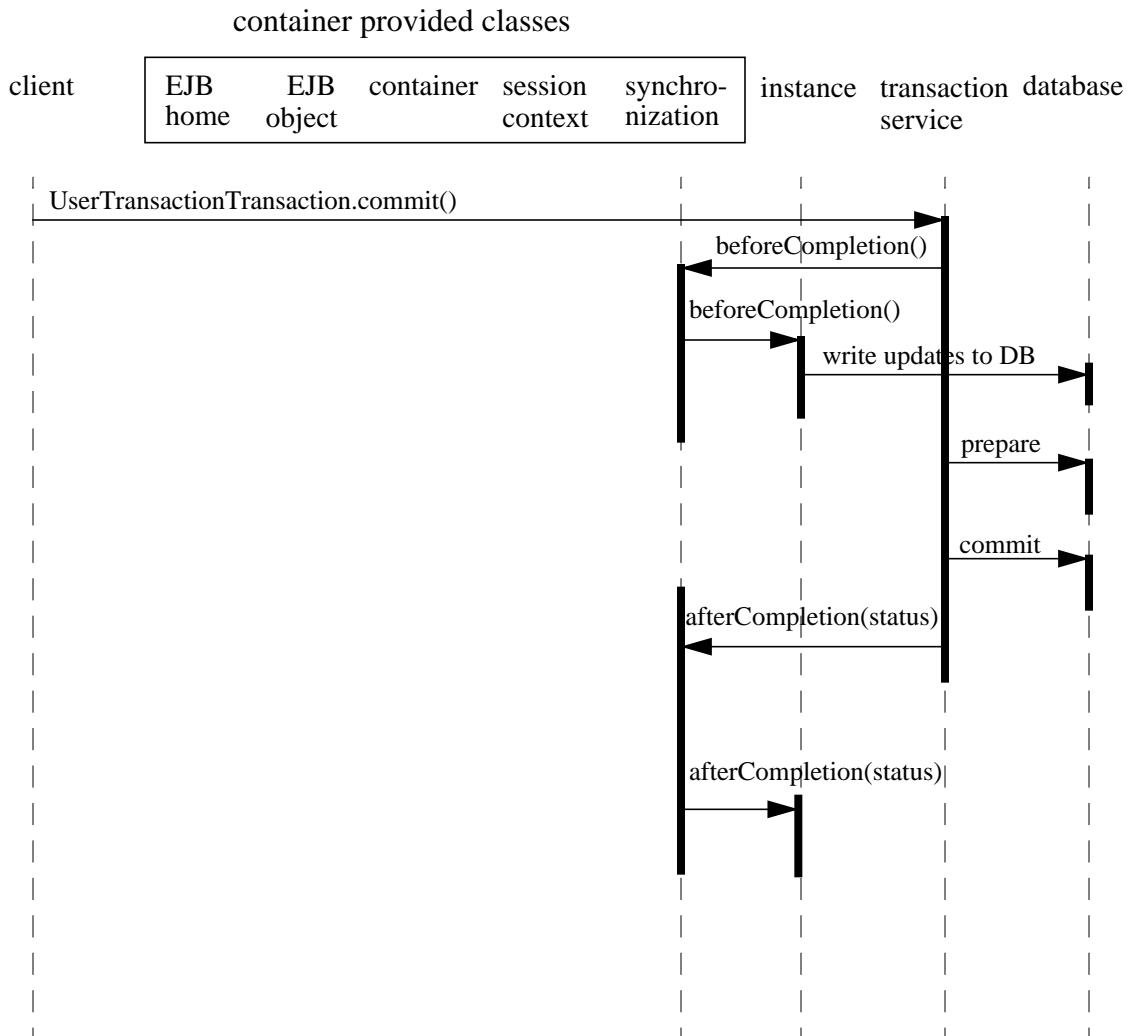 container provided classes
client
EJB
home
EJB
object
container
session
context
synchro-
nization
instance
transaction
service
database
UserTransactionTransaction.commit()
beforeCompletion()
beforeCompletion()
write updates to DB
prepare
commit
afterCompletion(status)
afterCompletion(status)